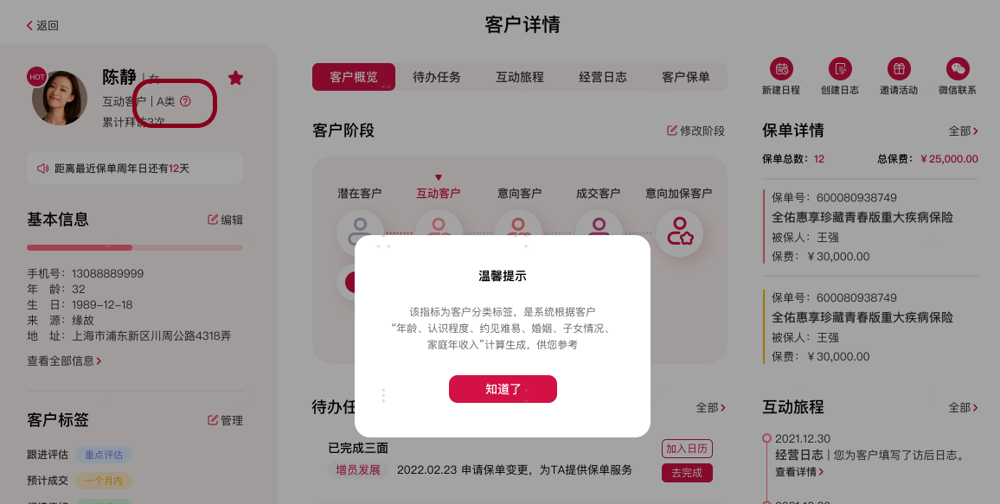 返回
客户详情
HOT
陈静 | 女
互动客户 | A类
累计拜访3次
距离最近保单周年日还有12天
基本信息
编辑
手机号：13088889999
年 龄：32
生 日：1989-12-18
来 源：缘故
地 址：上海市浦东新区川周公路4318弄
查看全部信息
客户标签
管理
跟进评估 重点评估
预计成交 一个月内
客户概览 待办任务 互动旅程 经营日志 客户保单
客户阶段
修改阶段
潜在客户 互动客户 意向客户 成交客户 意向加保客户
温馨提示
该指标为客户分类标签，是系统根据客户
“年龄、认识程度、约见难易、婚姻、子女情况、
家庭年收入”计算生成，供您参考
知道了
待办任
全部
已完成三面
加入日历
增员发展 2022.02.23 申请保单变更，为TA提供保单服务
去完成
新建日程 创建日志 邀请活动 微信联系
保单详情
全部
保单总数：12 总保费：￥25,000.00
保单号：600080938749
全佑惠享珍藏青春版重大疾病保险
被保人：王强
保费：￥30,000.00
保单号：600080938749
全佑惠享珍藏青春版重大疾病保险
被保人：王强
保费：￥30,000.00
互动旅程
全部
2021.12.30
经营日志 | 您为客户填写了访后日志。
查看详情